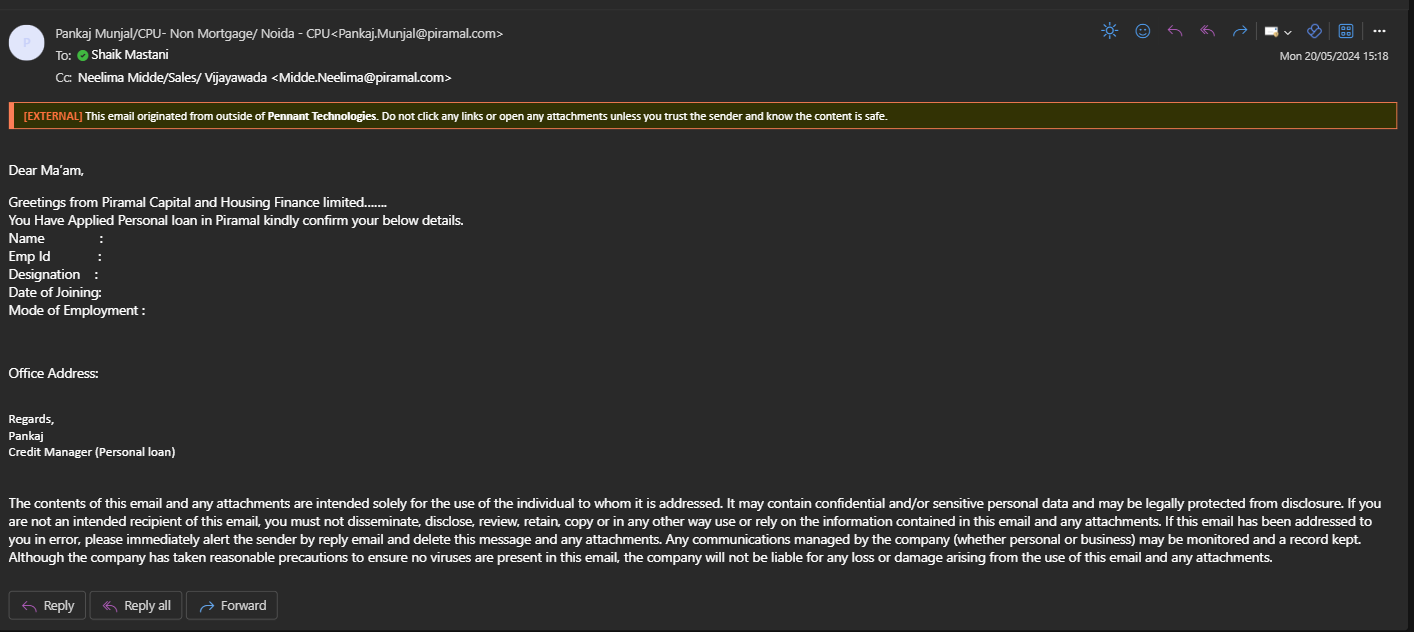 P
Pankaj Munjal/CPU- Non Mortgage/ Noida - CPU<Pankaj.Munjal@piramal.com>
To: Shaik Mastani
Cc: Neelima Midde/Sales/ Vijayawada <Midde.Neelima@piramal.com>
Mon 20/05/2024 15:18
[EXTERNAL] This email originated from outside of Pennant Technologies. Do not click any links or open any attachments unless you trust the sender and know the content is safe.
Dear Ma'am,
Greetings from Piramal Capital and Housing Finance limited.......
You Have Applied Personal loan in Piramal kindly confirm your below details.
Name :
Emp Id :
Designation :
Date of Joining:
Mode of Employment :
Office Address:
Regards,
Pankaj
Credit Manager (Personal loan)
The contents of this email and any attachments are intended solely for the use of the individual to whom it is addressed. It may contain confidential and/or sensitive personal data and may be legally protected from disclosure. If you
are not an intended recipient of this email, you must not disseminate, disclose, review, retain, copy or in any other way use or rely on the information contained in this email and any attachments. If this email has been addressed to
you in error, please immediately alert the sender by reply email and delete this message and any attachments. Any communications managed by the company (whether personal or business) may be monitored and a record kept.
Although the company has taken reasonable precautions to ensure no viruses are present in this email, the company will not be liable for any loss or damage arising from the use of this email and any attachments.
Reply Reply all Forward